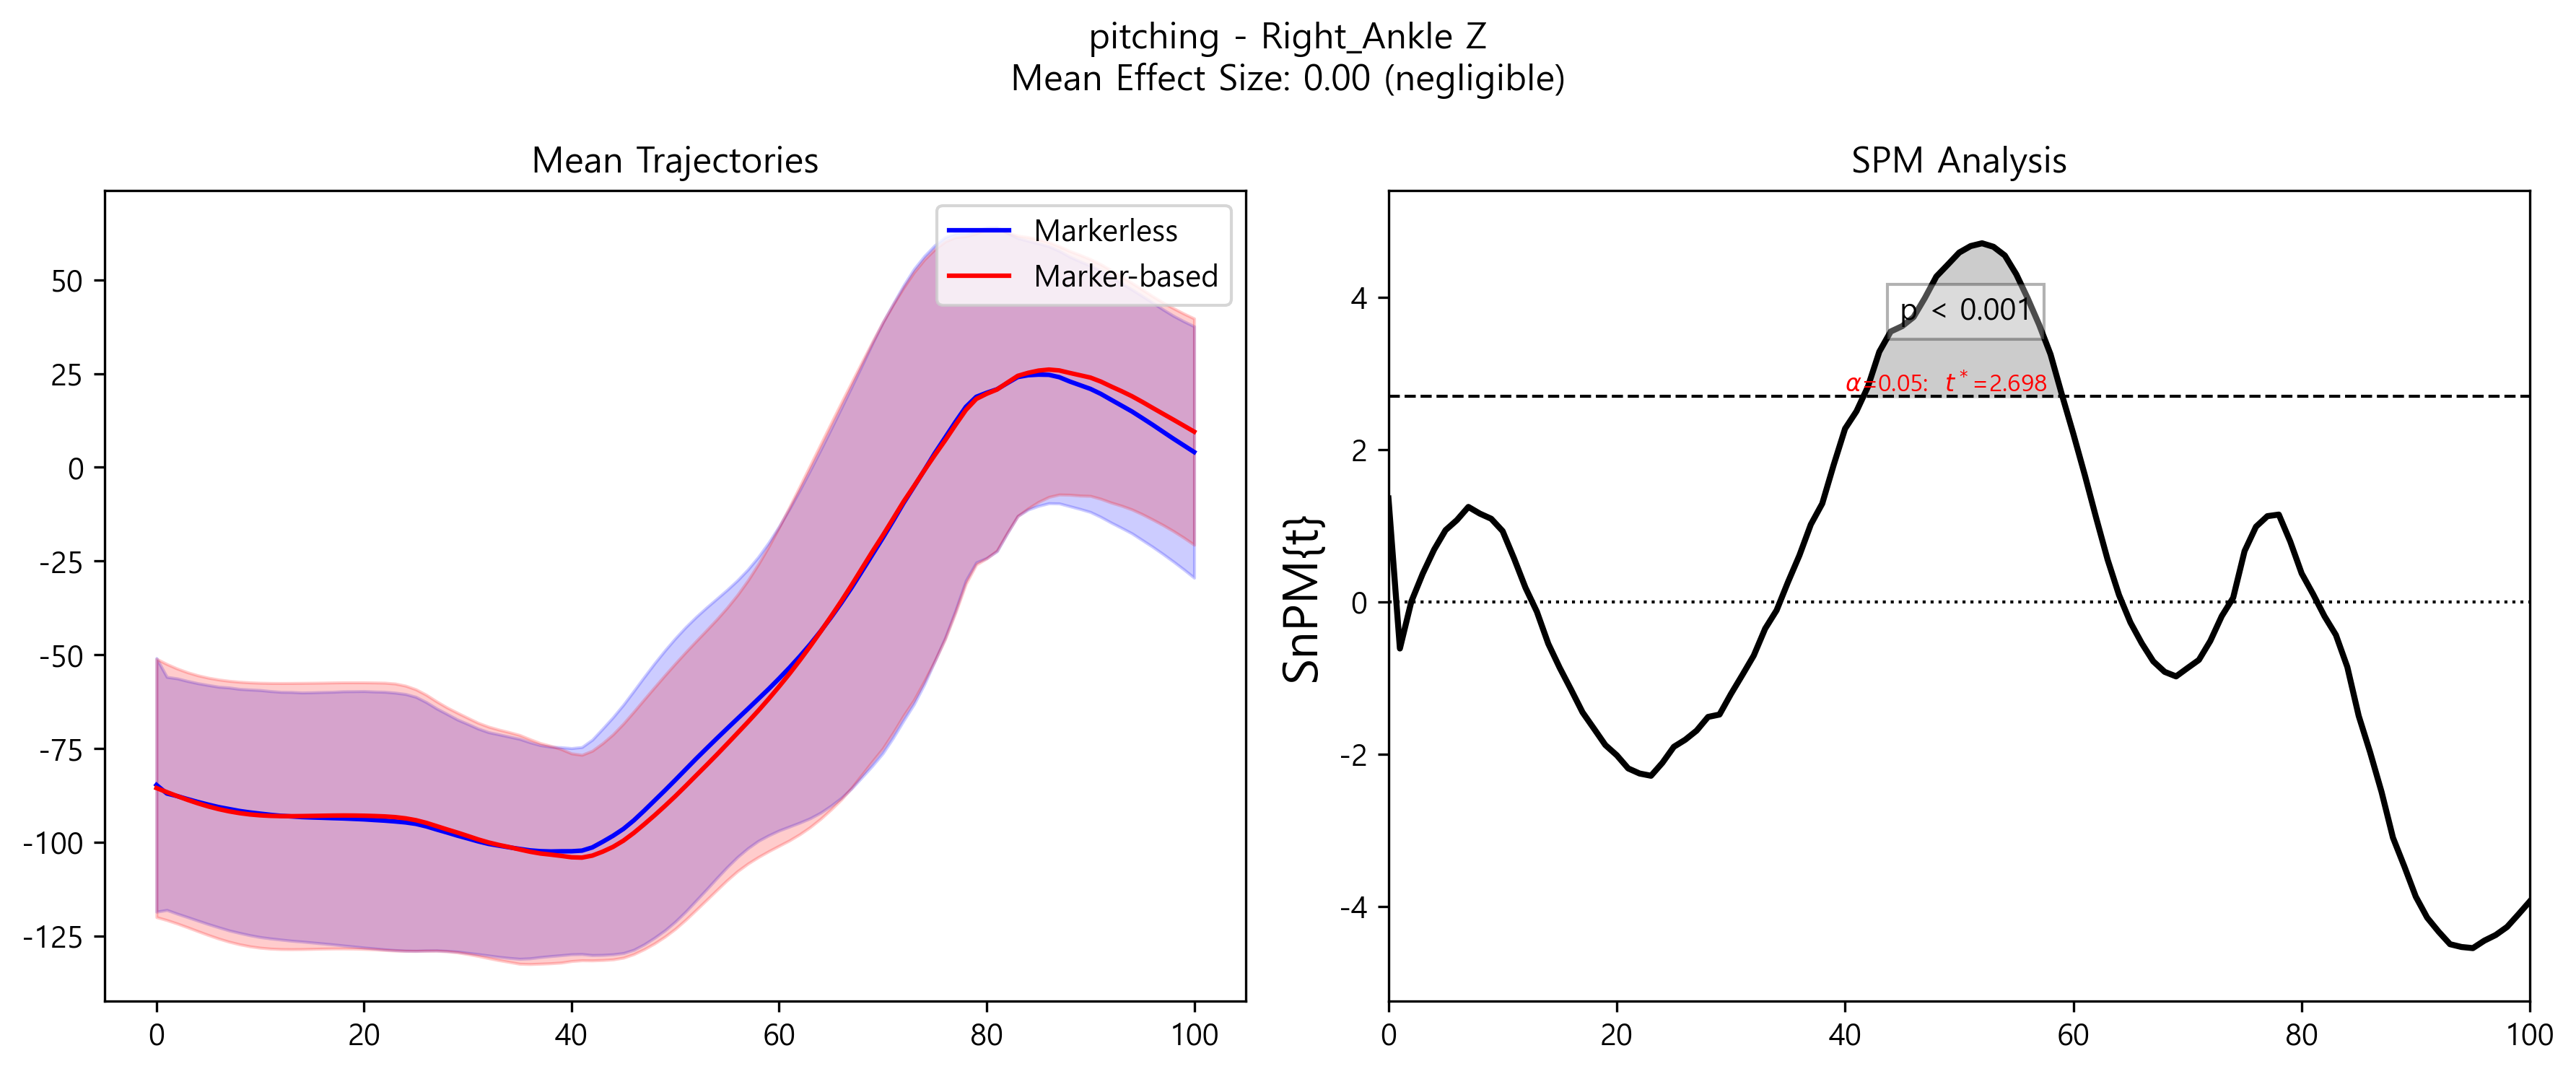 pitching - Right_Ankle Z
Mean Effect Size: 0.00 (negligible)
Mean Trajectories
Markerless
Marker-based
50
25
0
-25
-50
-75
-100
-125
0 20 40 60 80 100
SPM Analysis
SnPM{t}
4
2
0
-2
-4
p < 0.001
α=0.05: t*=2.698
0 20 40 60 80 100